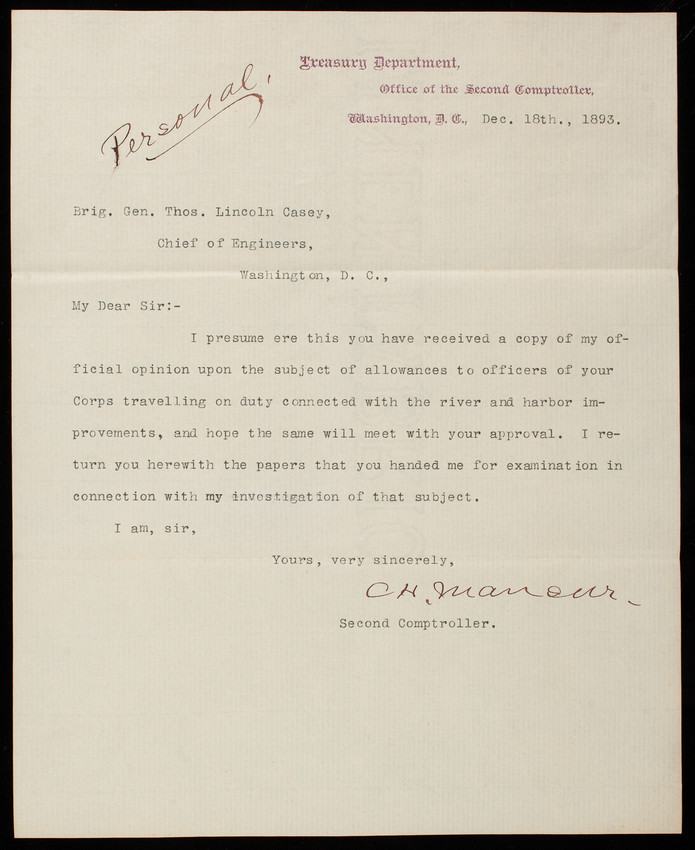 Treasury Department,
Office of the Second Comptroller,
Personal.
Washington, D. C., Dec. 18th., 1893.
Brig. Gen. Thos. Lincoln Casey,
Chief of Engineers,
Washington, D. C.,
My Dear Sir:-
I presume ere this you have received a copy of my of-
ficial opinion upon the subject of allowances to officers of your
Corps travelling on duty connected with the river and harbor im-
provements, and hope the same will meet with your approval. I re-
turn you herewith the papers that you handed me for examination in
connection with my investigation of that subject.
I am, sir,
Yours, very sincerely,
C. H. Mansur.
Second Comptroller.